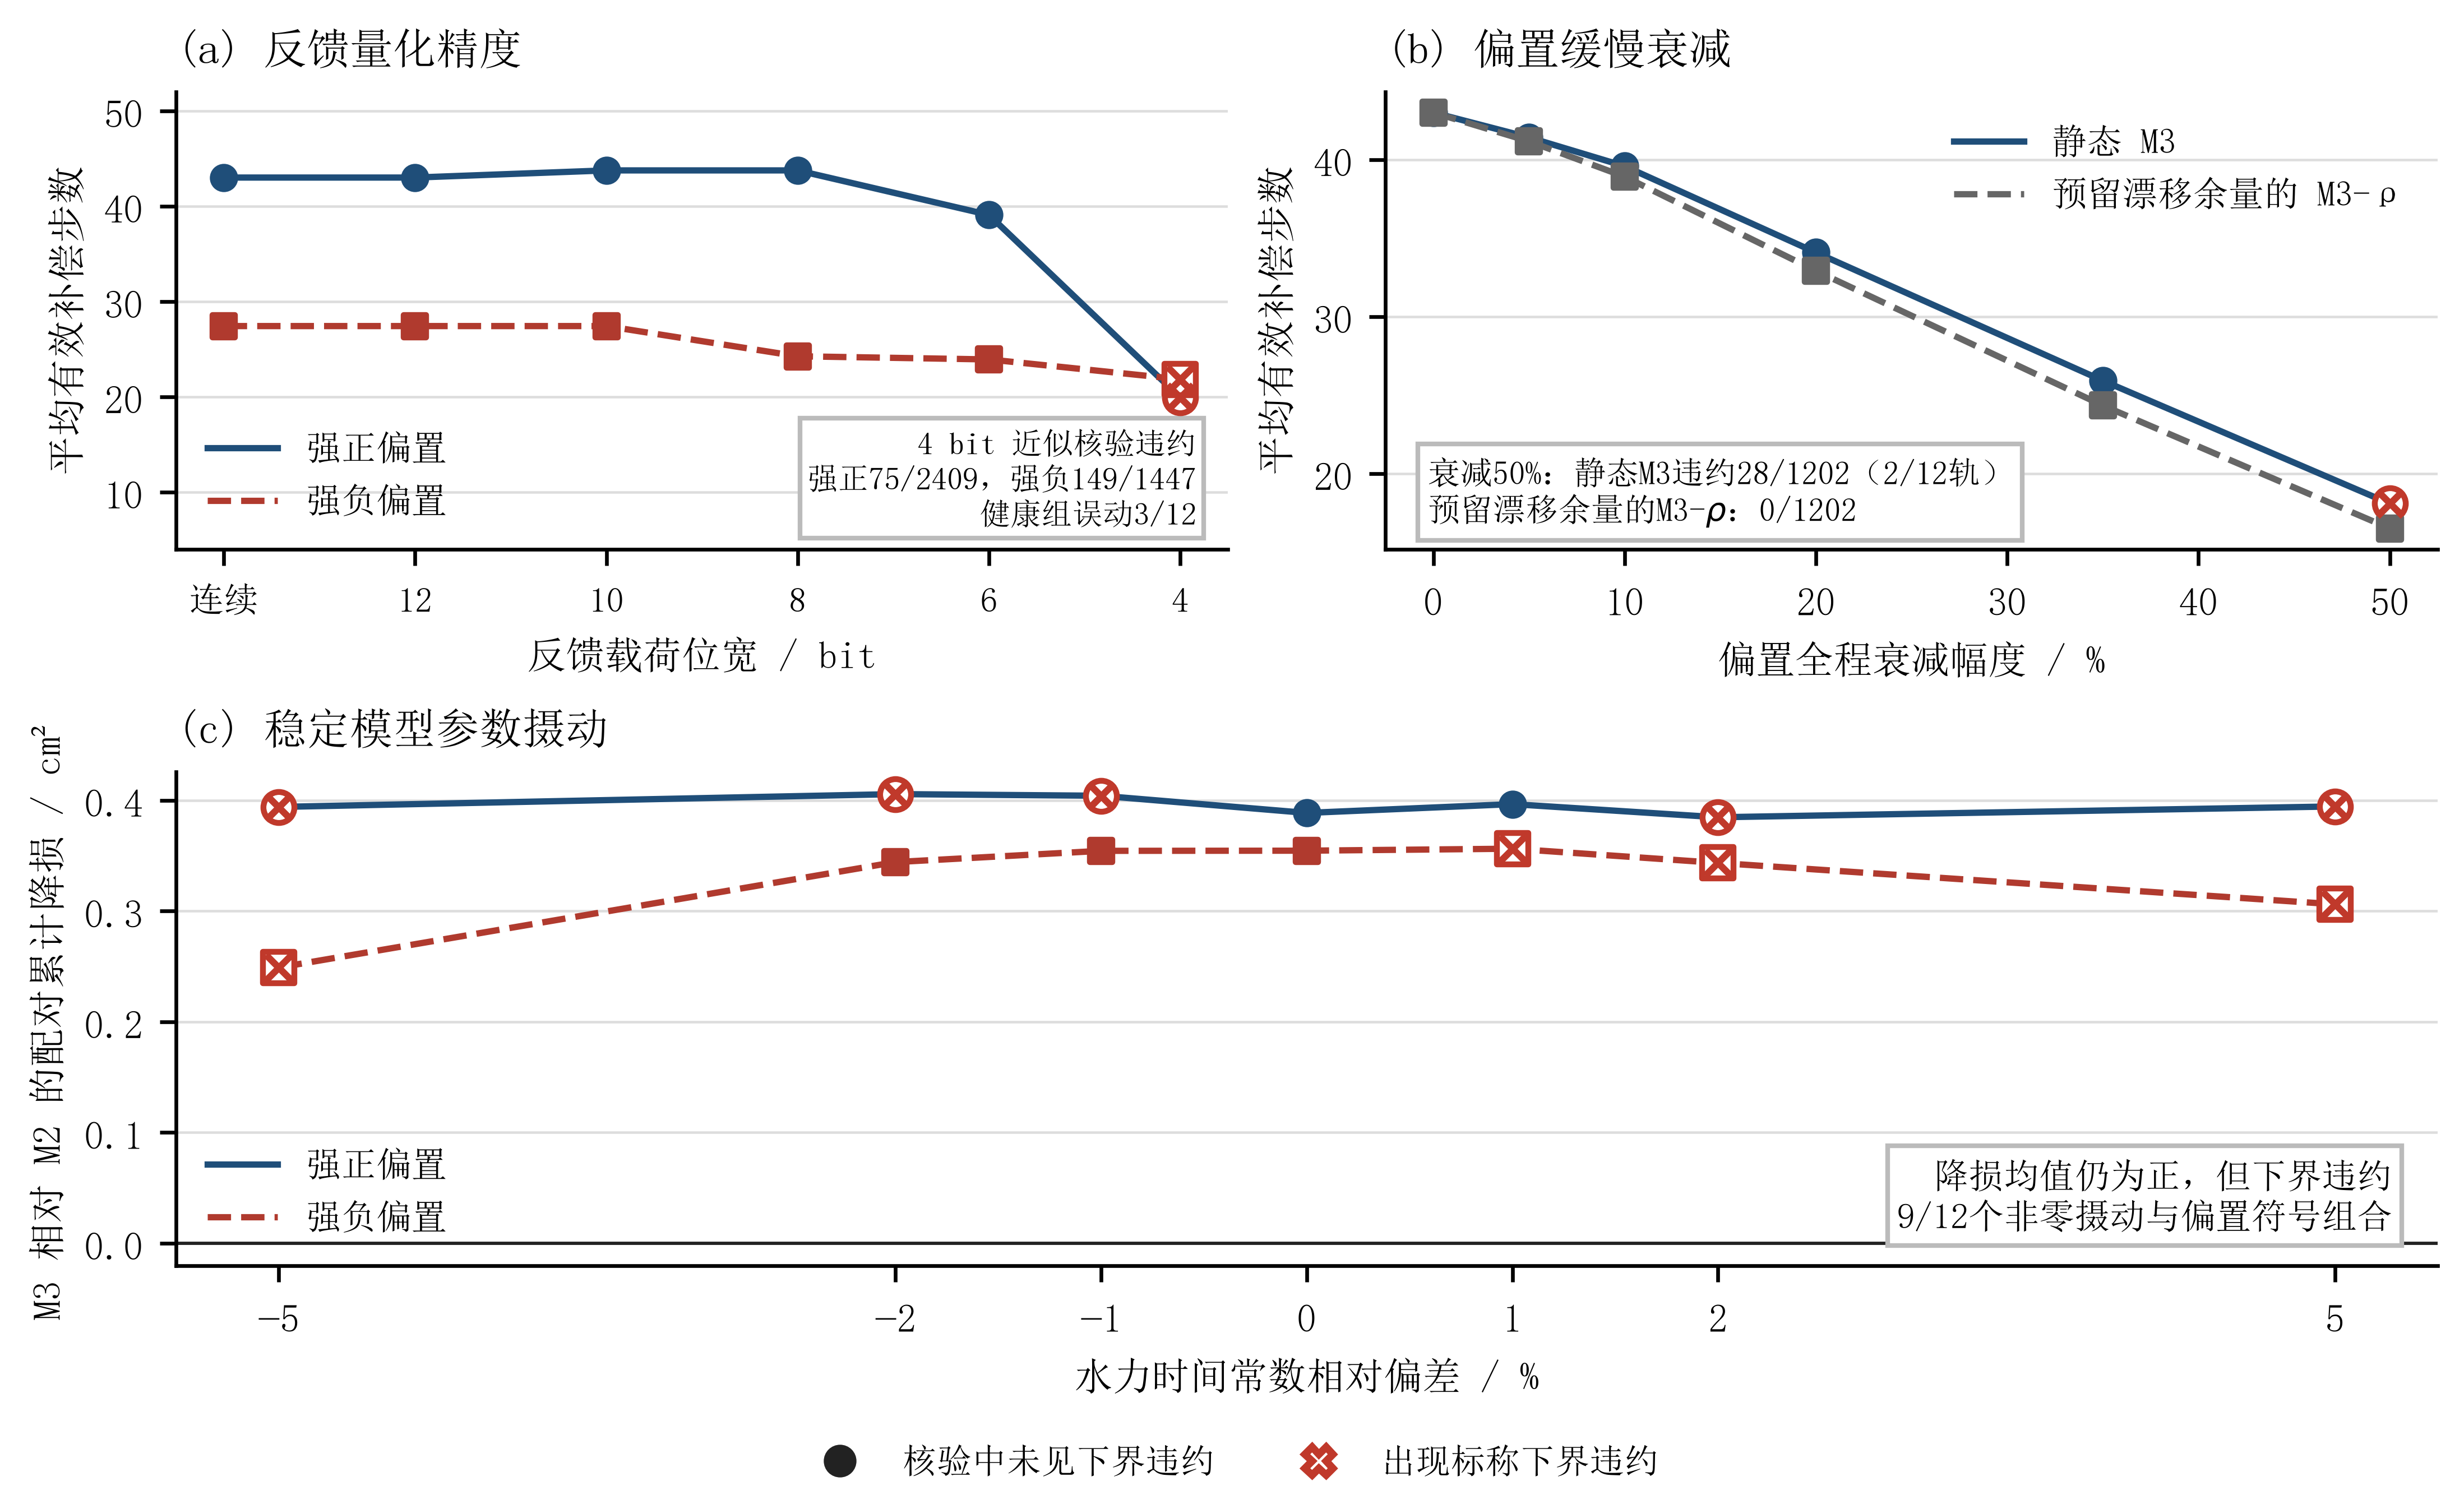 (a) 反馈量化精度
平均有效补偿步数
50
40
30
20
10
强正偏置
强负偏置
4 bit 近似核验违约
强正75/2409，强负149/1447
健康组误动3/12
连续
12
10
8
6
4
反馈载荷位宽 / bit
(b) 偏置缓慢衰减
平均有效补偿步数
40
30
20
静态 M3
预留漂移余量的 M3-ρ
衰减50%：静态M3违约28/1202（2/12轨）
预留漂移余量的M3-ρ：0/1202
0
10
20
30
40
50
偏置全程衰减幅度 / %
(c) 稳定模型参数摄动
M3 相对 M2 的配对累计降损 / cm²
0.4
0.3
0.2
0.1
0.0
强正偏置
强负偏置
降损均值仍为正，但下界违约
9/12个非零摄动与偏置符号组合
−5
−2
−1
0
1
2
5
水力时间常数相对偏差 / %
核验中未见下界违约
出现标称下界违约